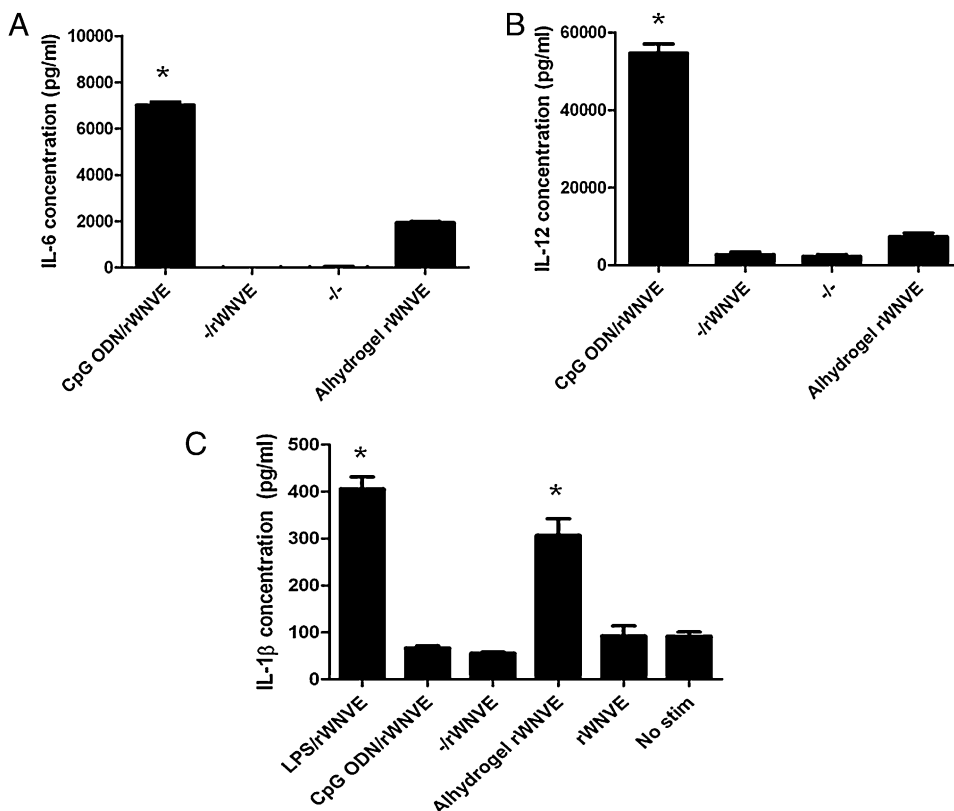 A
IL-6 concentration (pg/ml)
10000
8000
6000
4000
2000
0
*
CpG ODN/rWNVE
-/rWNVE
-/-
Alhydrogel rWNVE
B
IL-12 concentration (pg/ml)
60000
40000
20000
0
*
CpG ODN/rWNVE
-/rWNVE
-/-
Alhydrogel rWNVE
C
IL-1β concentration (pg/ml)
500
400
300
200
100
0
*
*
LPS/rWNVE
CpG ODN/rWNVE
-/rWNVE
Alhydrogel rWNVE
rWNVE
No stim